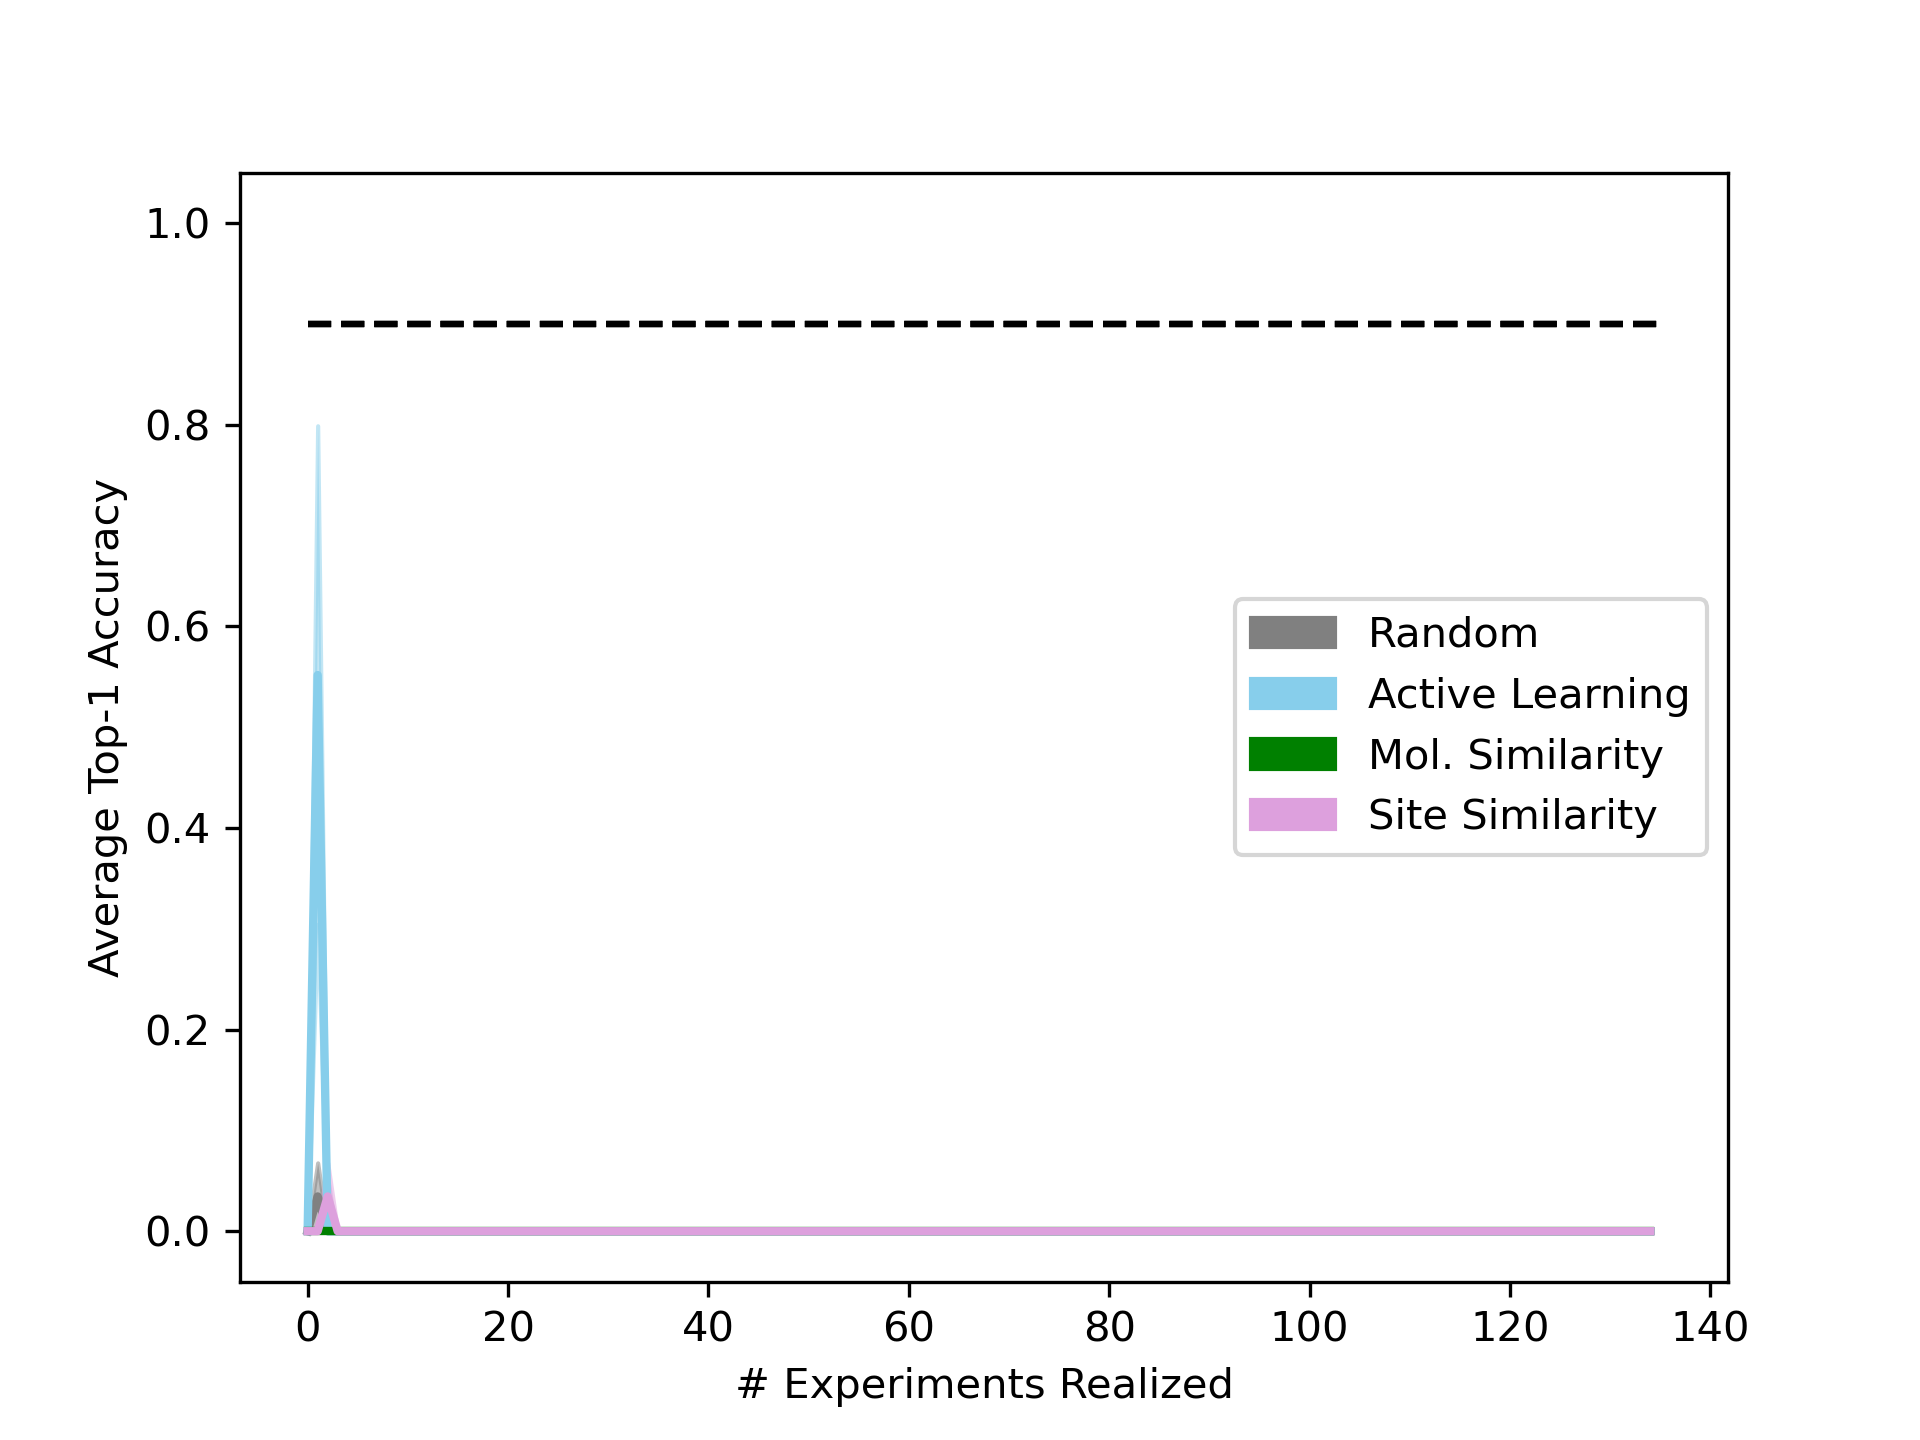 1.0
0.8
0.6
0.4
0.2
0.0
Average Top-1 Accuracy
Random
Active Learning
Mol. Similarity
Site Similarity
0 20 40 60 80 100 120 140
# Experiments Realized